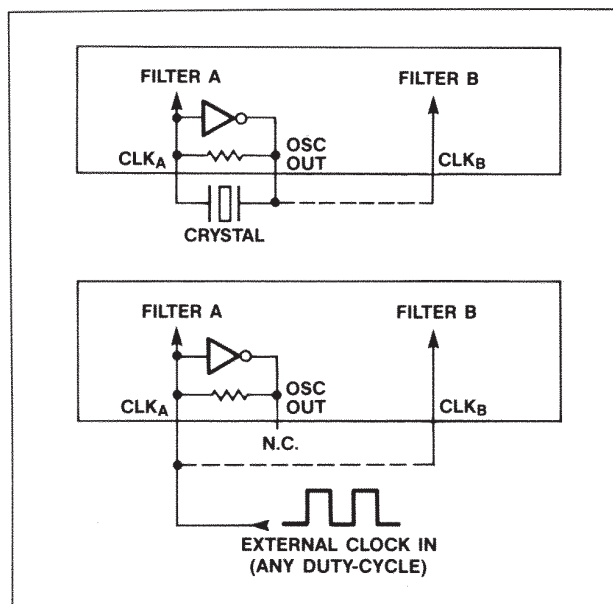 FILTER A FILTER B
CLKA OSC OUT CLKB
CRYSTAL
FILTER A FILTER B
CLKA OSC OUT CLKB
N.C.
EXTERNAL CLOCK IN
(ANY DUTY-CYCLE)